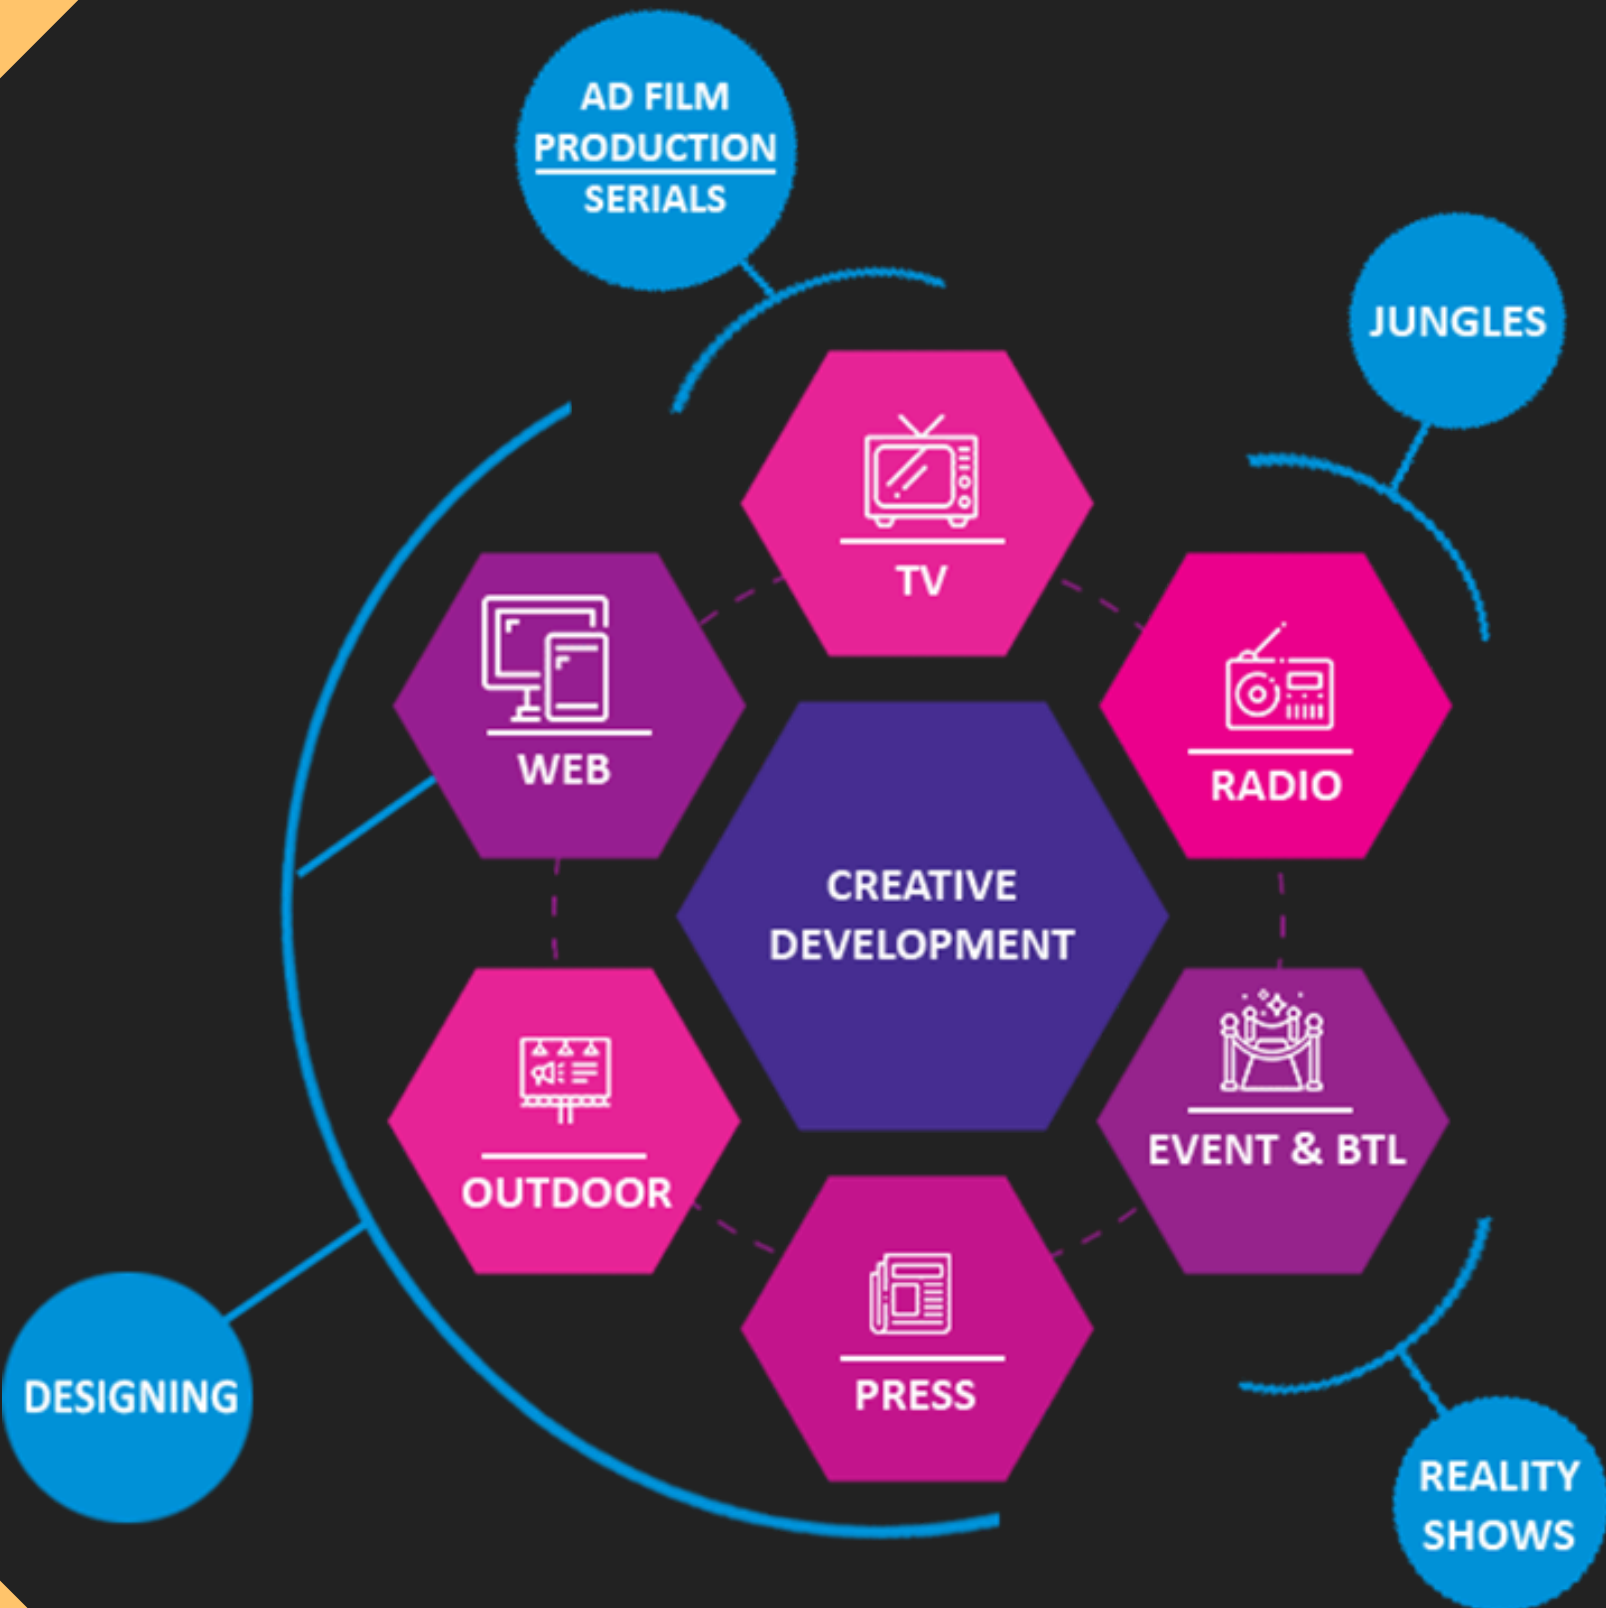 AD FILM
PRODUCTION
SERIALS
JUNGLES
TV
WEB
RADIO
CREATIVE
DEVELOPMENT
OUTDOOR
EVENT & BTL
PRESS
DESIGNING
REALITY
SHOWS